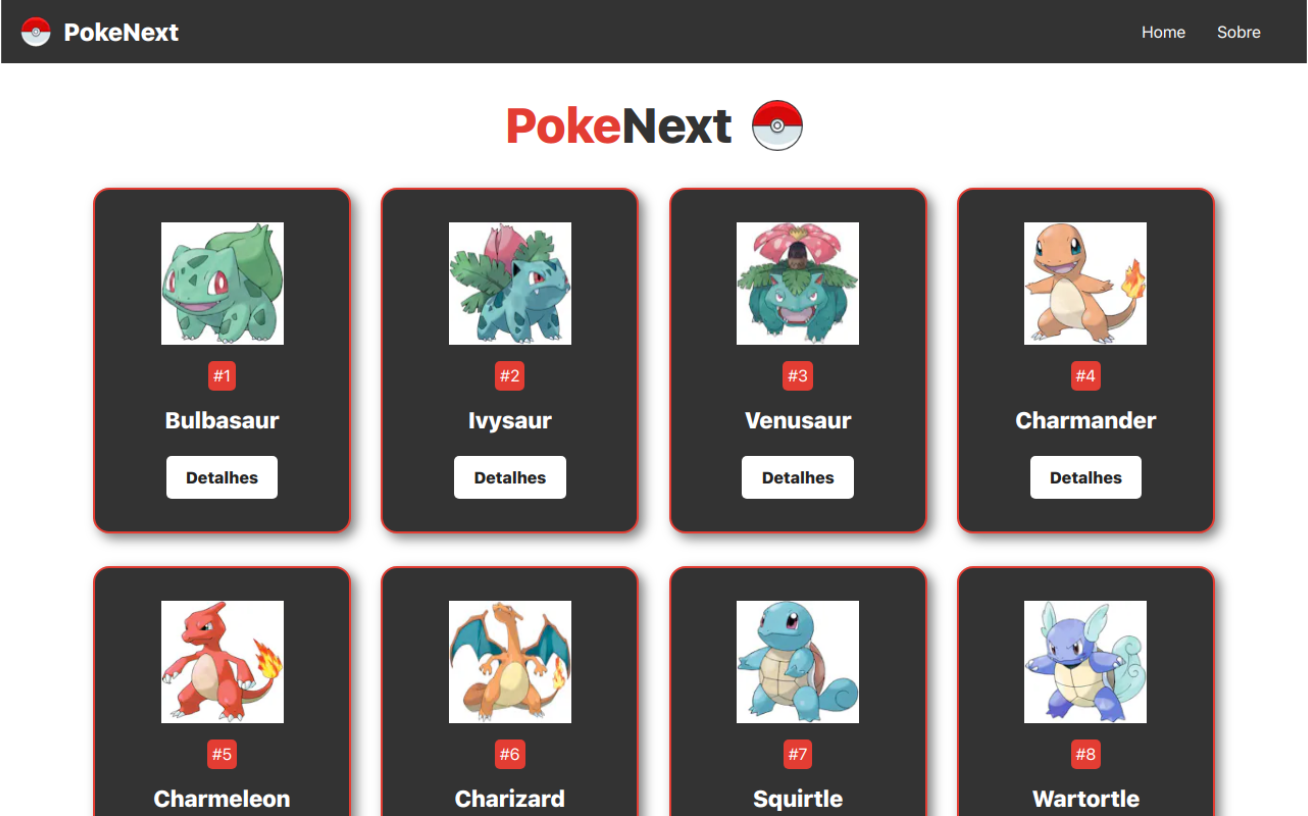 PokeNext
Home Sobre
PokeNext
#1 #2 #3 #4
Bulbasaur Ivysaur Venusaur Charmander
Detalhes Detalhes Detalhes Detalhes
#5 #6 #7 #8
Charmeleon Charizard Squirtle Wartortle